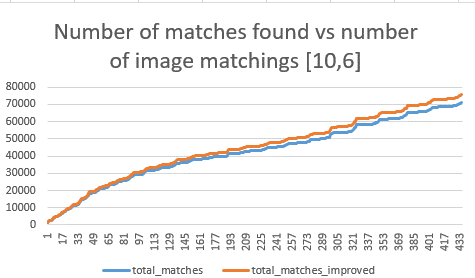 Number of matches found vs number
of image matchings [10,6]
80000
70000
60000
50000
40000
30000
20000
10000
0
1 17 33 49 65 81 97 113 129 145 161 177 193 209 225 241 257 273 289 305 321 337 353 369 385 401 417 433
total_matches total_matches_improved